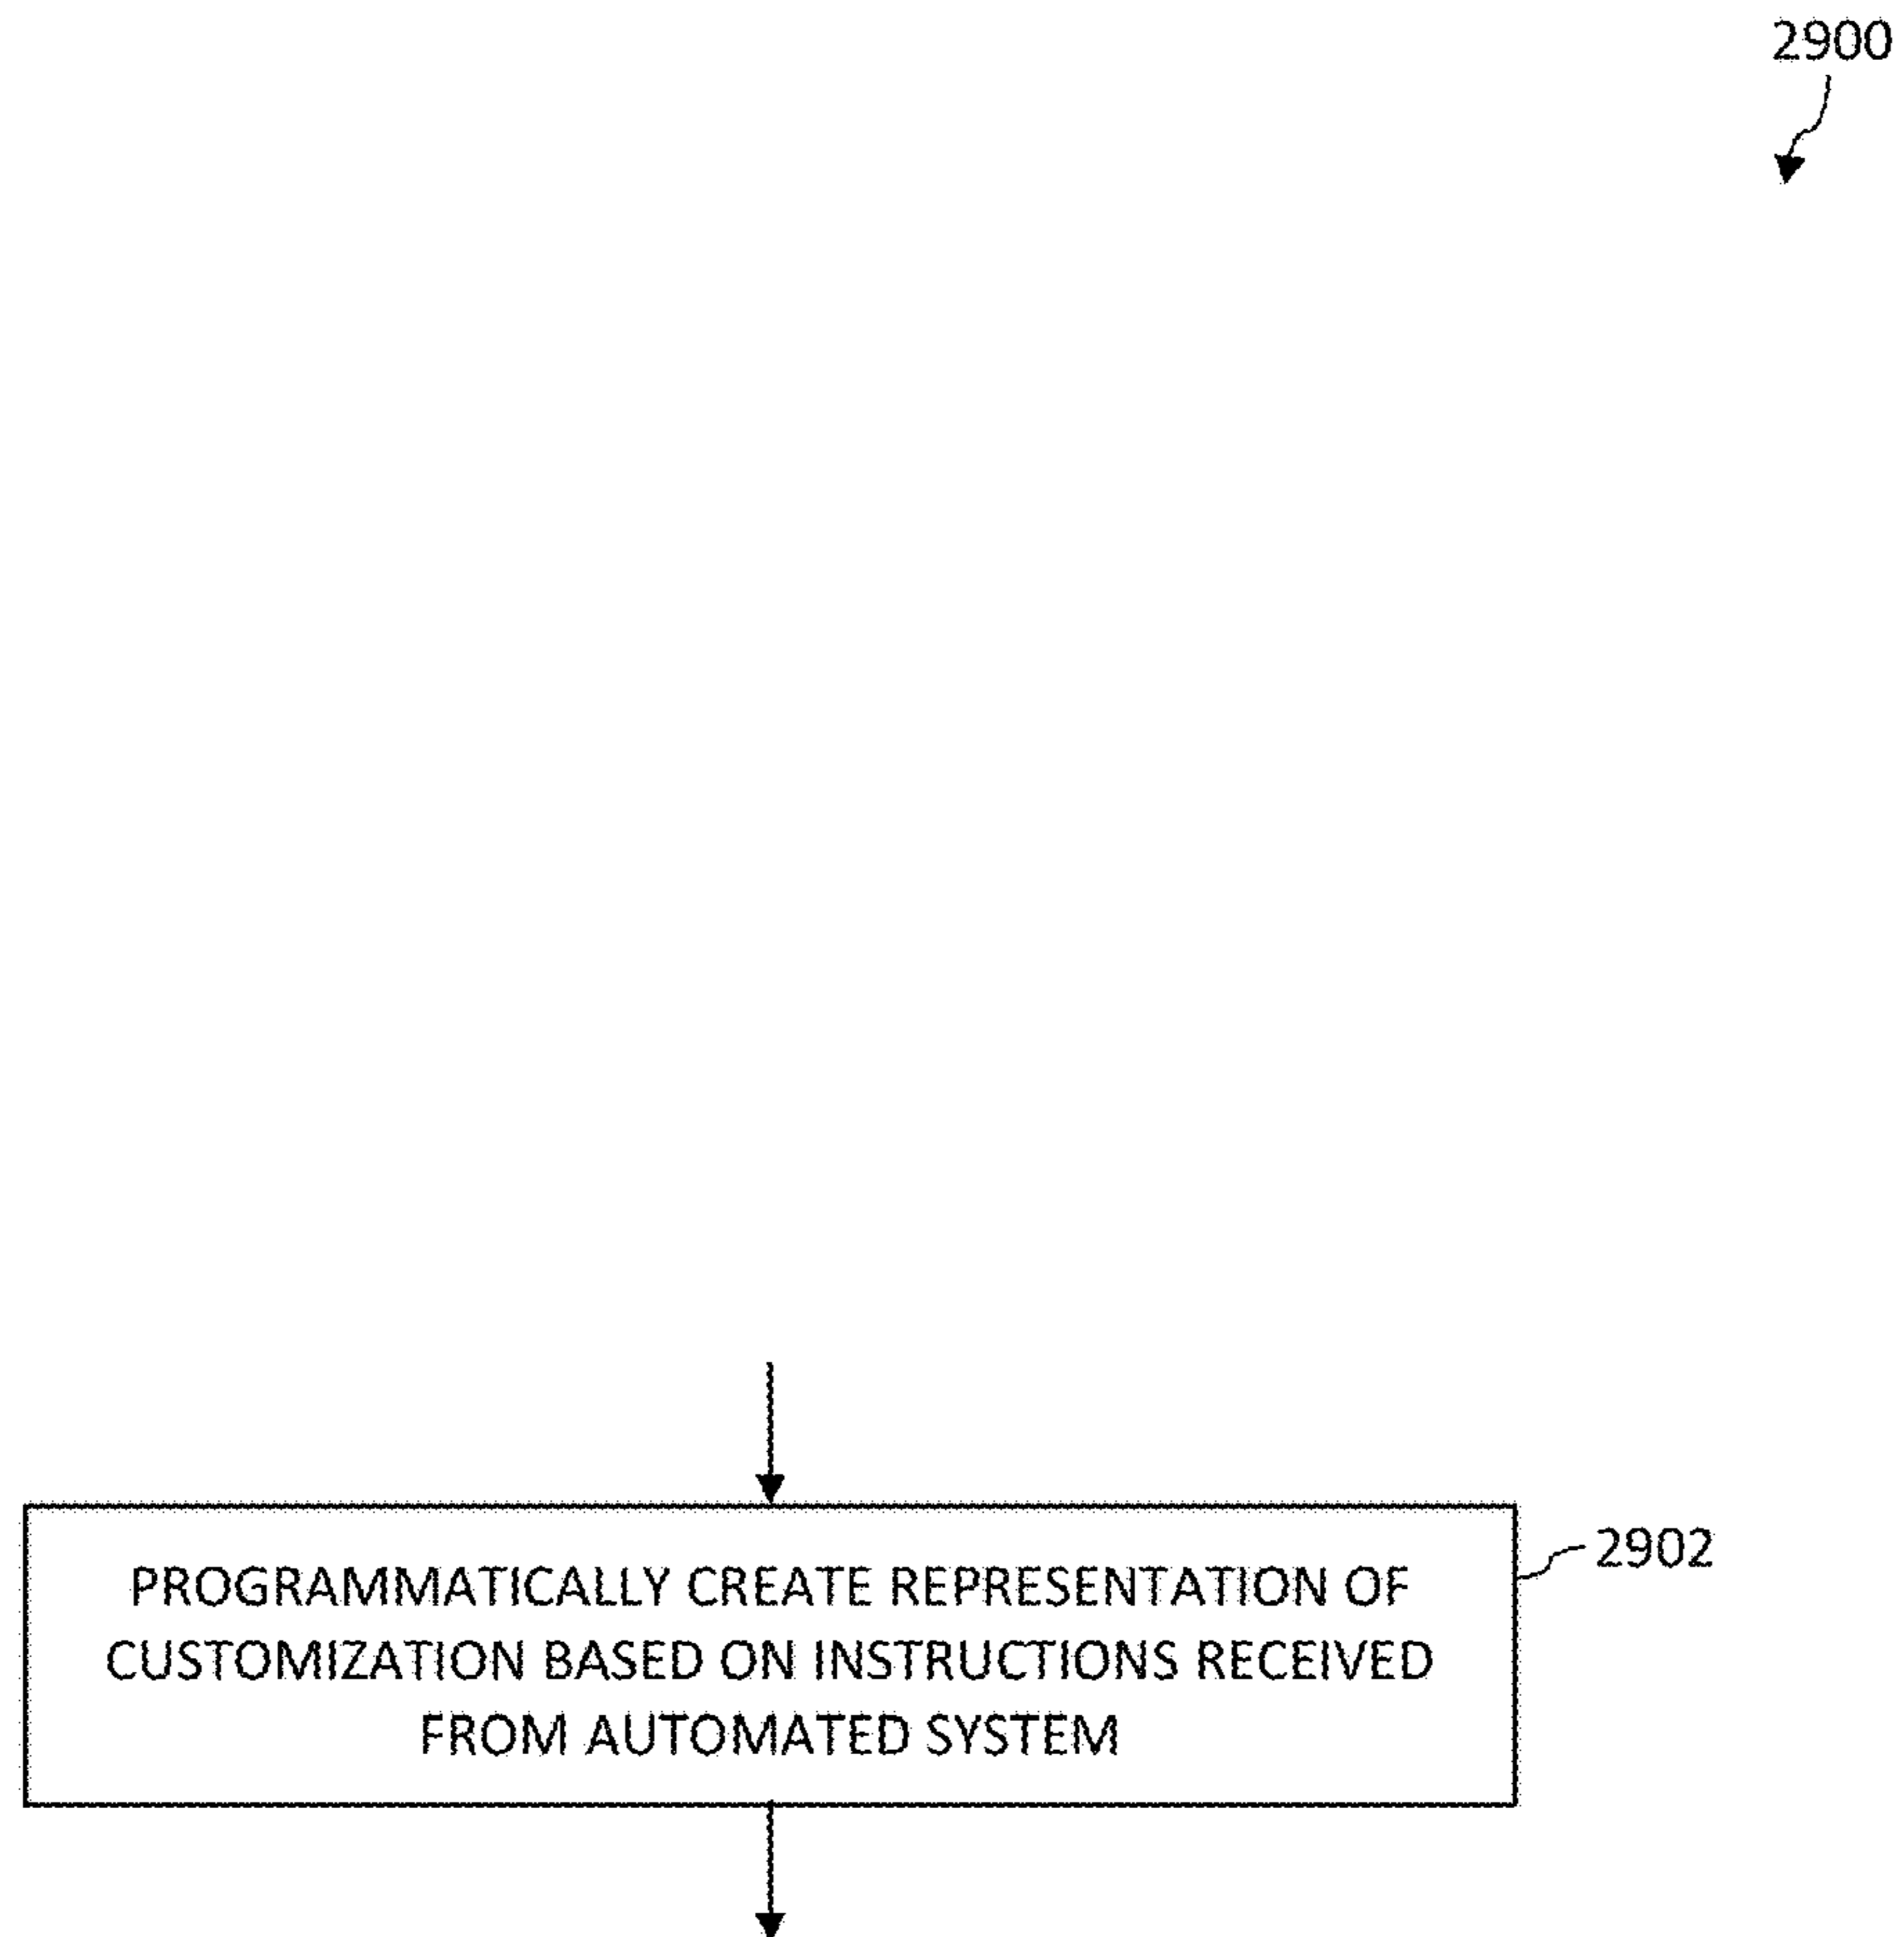 2900
PROGRAMMATICALLY CREATE REPRESENTATION OF
CUSTOMIZATION BASED ON INSTRUCTIONS RECEIVED
FROM AUTOMATED SYSTEM
2902